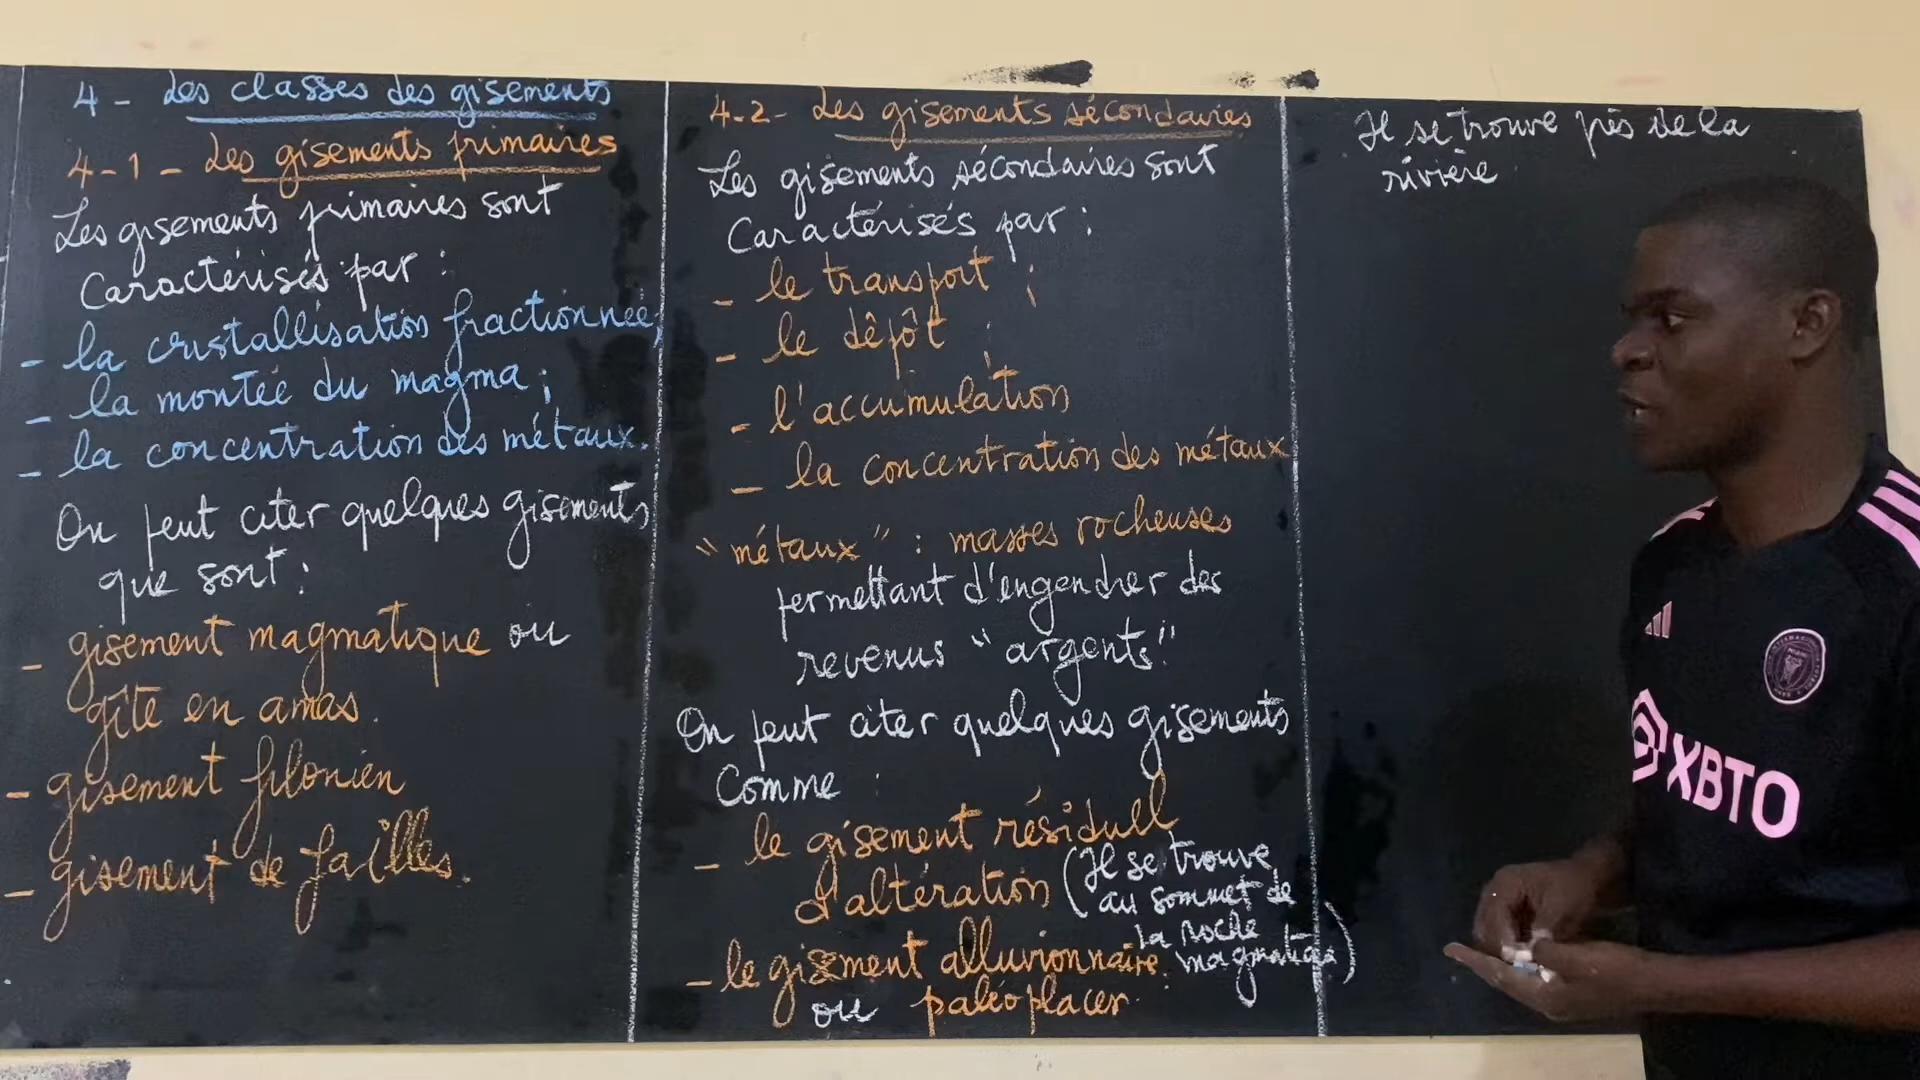 4 - Les classes des gisements
4-1 - Les gisements primaires
Les gisements primaires sont
Caractérisés par :
- la cristallisation fractionnée;
- la montée du magma;
- la concentration des métaux.
On peut citer quelques gisements
que sont :
- gisement magmatique ou
gîte en amas.
- gisement filonien
- gisement de failles.
4-2- Les gisements sécondaires
Les gisements sécondaires sont
Caractérisés par :
- le transport ;
- le dêpôt ;
- l'accumulation
- la concentration des métaux
"métaux" : masses rocheuses
permettant d'engendrer des
revenus "argents"
On peut citer quelques gisements
Comme :
- le gisement résiduel
d'altération (Il se trouve
au sommet de
la roche
magmatique)
- le gisement alluvionnaire
ou paléoplacer.
Il se trouve près de la
rivière
XBTO